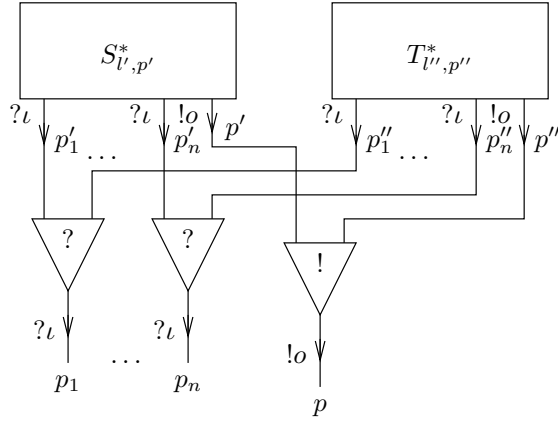 S*_{l',p'} T*_{l'',p''}
?ι ?ι !o ?ι ?ι !o
p'_1 ... p'_n p' p''_1 ... p''_n p''
? ? !
?ι ?ι !o
p_1 ... p_n p